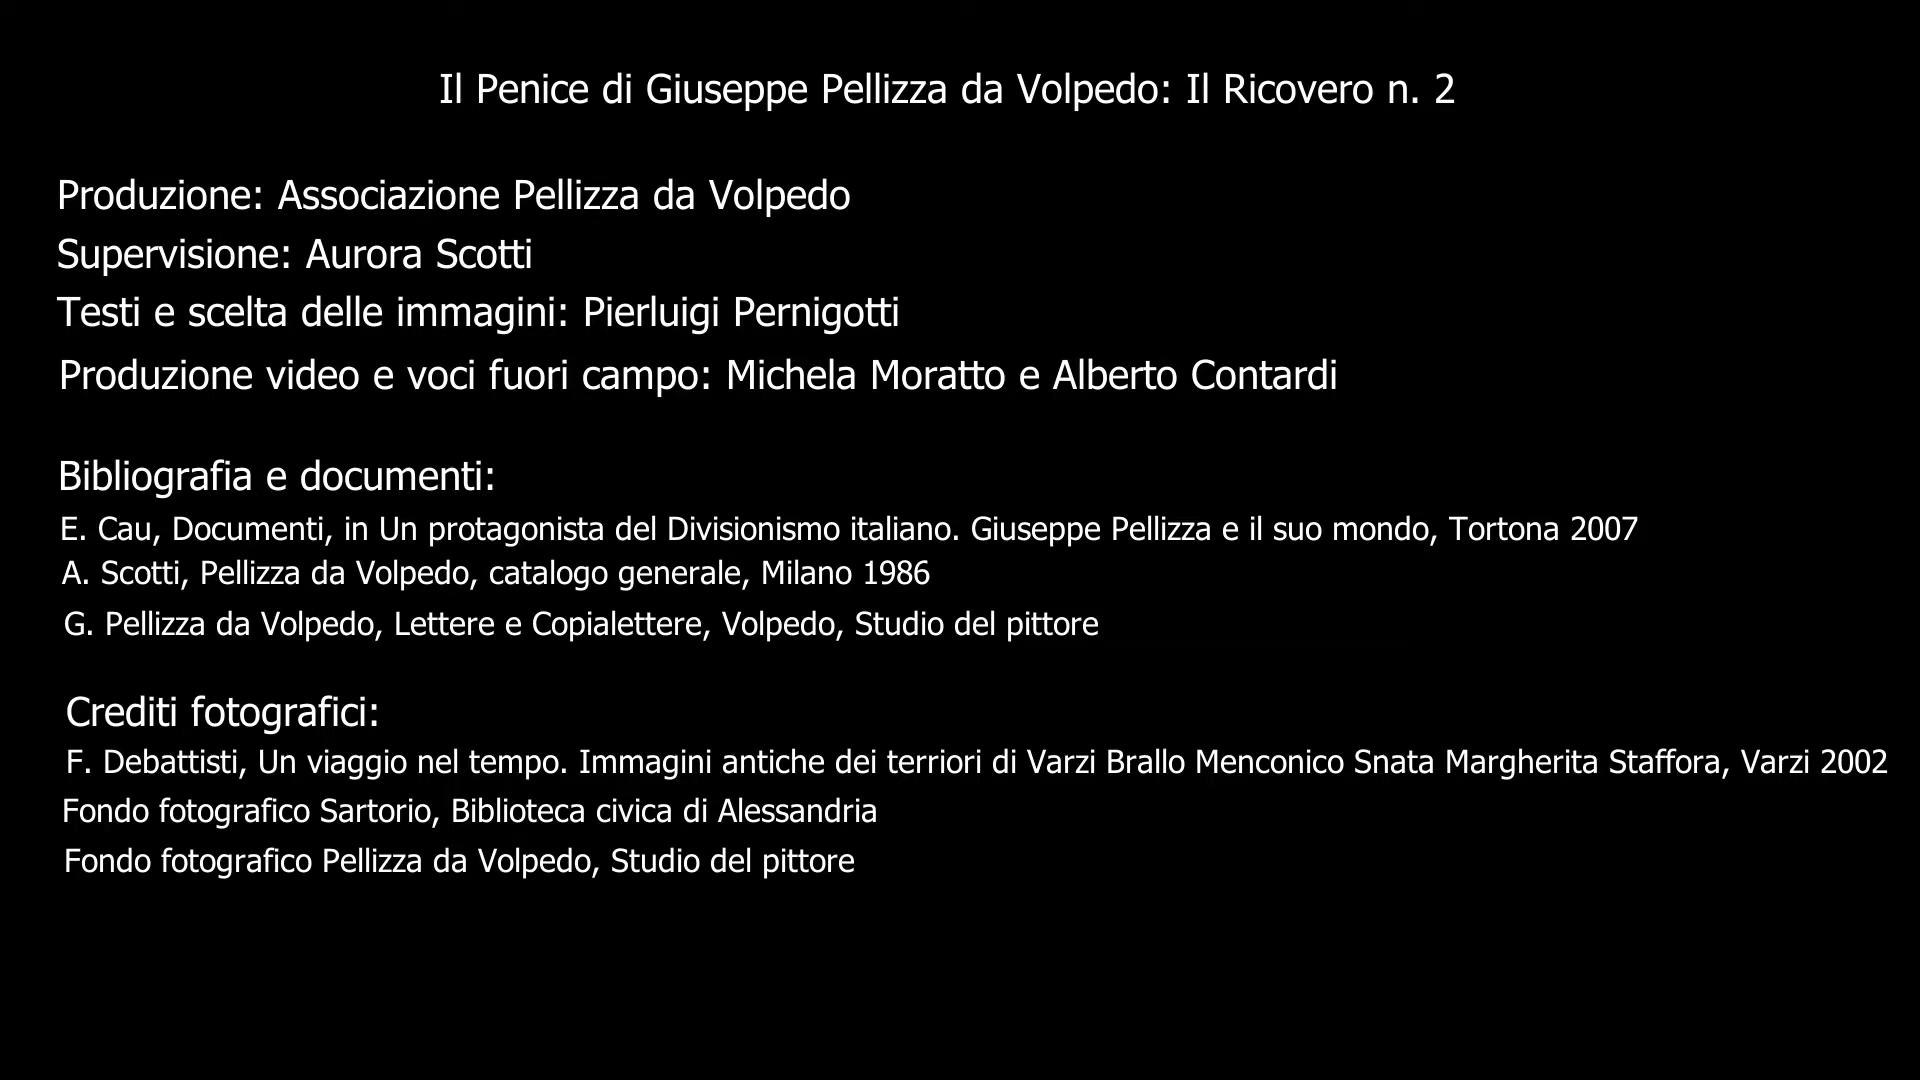 Il Penice di Giuseppe Pellizza da Volpedo: Il Ricovero n. 2
Produzione: Associazione Pellizza da Volpedo
Supervisione: Aurora Scotti
Testi e scelta delle immagini: Pierluigi Pernigotti
Produzione video e voci fuori campo: Michela Moratto e Alberto Contardi
Bibliografia e documenti:
E. Cau, Documenti, in Un protagonista del Divisionismo italiano. Giuseppe Pellizza e il suo mondo, Tortona 2007
A. Scotti, Pellizza da Volpedo, catalogo generale, Milano 1986
G. Pellizza da Volpedo, Lettere e Copialettere, Volpedo, Studio del pittore
Crediti fotografici:
F. Debattisti, Un viaggio nel tempo. Immagini antiche dei terriori di Varzi Brallo Menconico Snata Margherita Staffora, Varzi 2002
Fondo fotografico Sartorio, Biblioteca civica di Alessandria
Fondo fotografico Pellizza da Volpedo, Studio del pittore